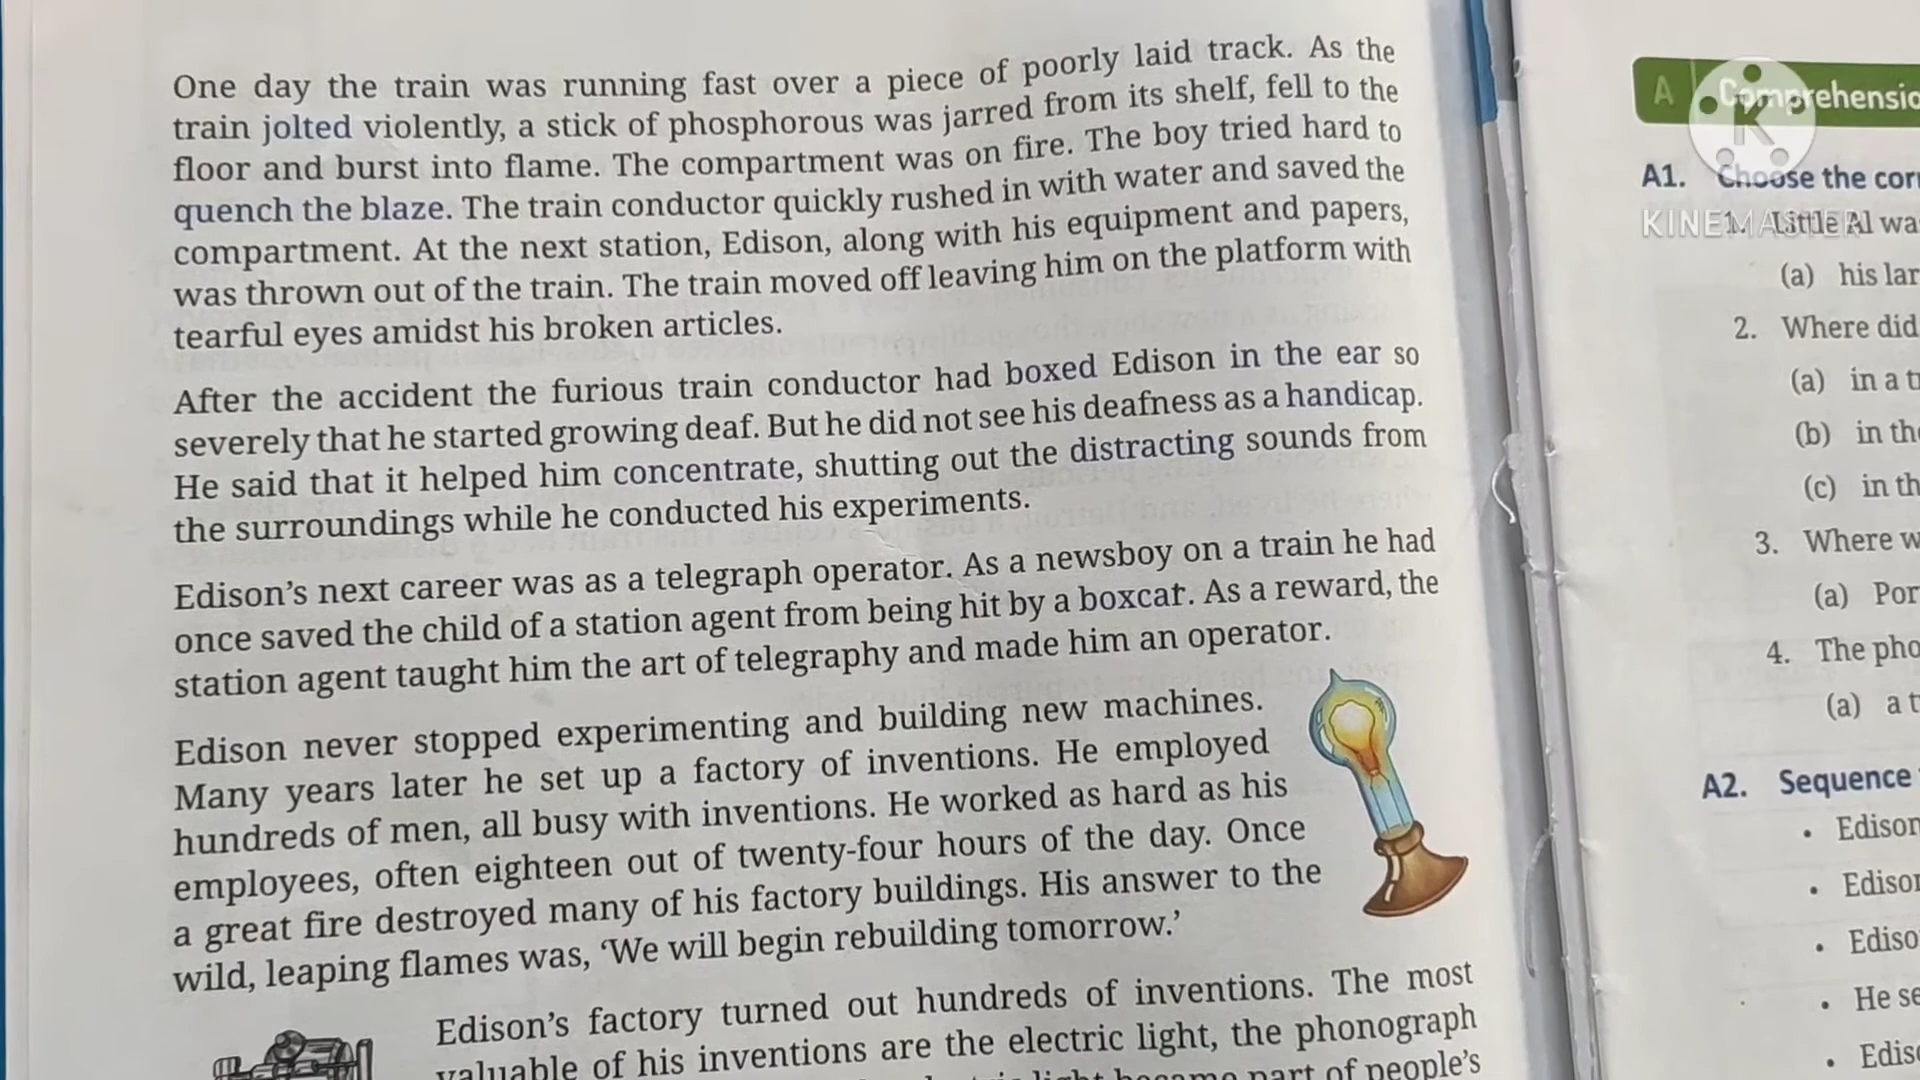 One day the train was running fast over a piece of poorly laid track. As the
train jolted violently, a stick of phosphorous was jarred from its shelf, fell to the
floor and burst into flame. The compartment was on fire. The boy tried hard to
quench the blaze. The train conductor quickly rushed in with water and saved the
compartment. At the next station, Edison, along with his equipment and papers,
was thrown out of the train. The train moved off leaving him on the platform with
tearful eyes amidst his broken articles.
After the accident the furious train conductor had boxed Edison in the ear so
severely that he started growing deaf. But he did not see his deafness as a handicap.
He said that it helped him concentrate, shutting out the distracting sounds from
the surroundings while he conducted his experiments.
Edison's next career was as a telegraph operator. As a newsboy on a train he had
once saved the child of a station agent from being hit by a boxcar. As a reward, the
station agent taught him the art of telegraphy and made him an operator.
Edison never stopped experimenting and building new machines.
Many years later he set up a factory of inventions. He employed
hundreds of men, all busy with inventions. He worked as hard as his
employees, often eighteen out of twenty-four hours of the day. Once
a great fire destroyed many of his factory buildings. His answer to the
wild, leaping flames was, ‘We will begin rebuilding tomorrow.’
Edison's factory turned out hundreds of inventions. The most
valuable of his inventions are the electric light, the phonograph
light became part of people's
A
K
KINEMASTER
A1. Choose the
1. Little Al
(a) his
2. Where did
(a) in a
(b) in
(c) in
3. Where
(a)
4. The
(a) a
A2. Sequence
•
•
•
• He
•